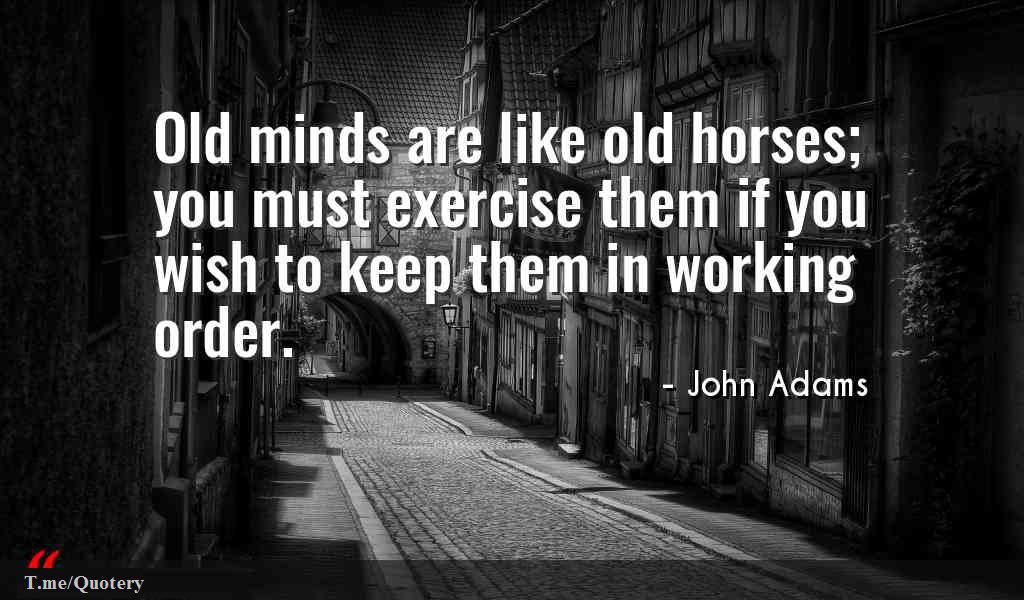 Old minds are like old horses;
you must exercise them if you
wish to keep them in working
order.
- John Adams
“
T.me/Quotery